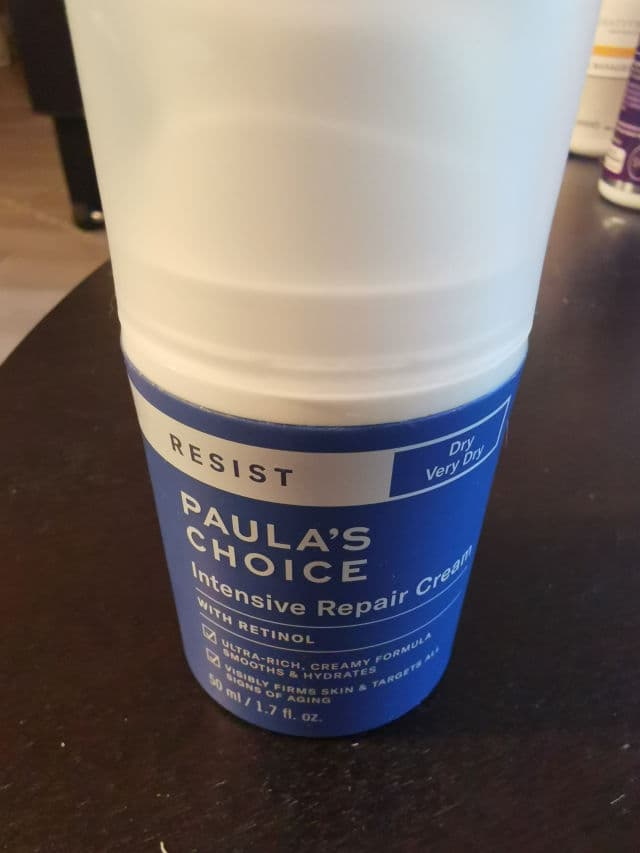 RESIST
Dry
Very Dry
PAULA'S
CHOICE
Intensive Repair Cream
WITH RETINOL
ULTRA-RICH, CREAMY FORMULA
SMOOTHS & HYDRATES
VISIBLY FIRMS SKIN & TARGETS ALL
SIGNS OF AGING
50 ml / 1.7 fl. oz.